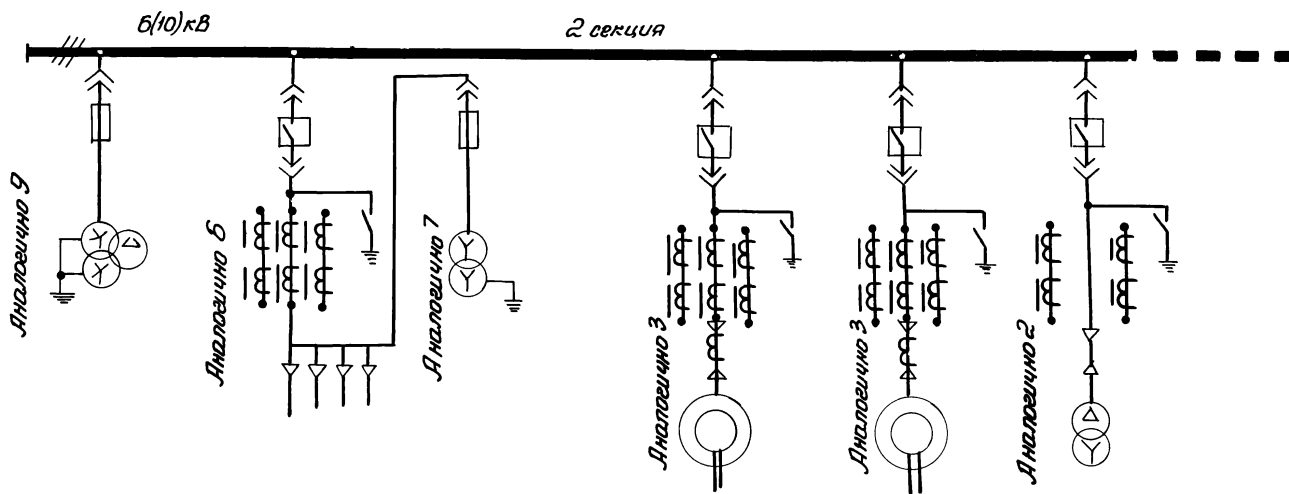 6(10)кВ
2 секция
Аналогично 9
Аналогично 6
Аналогично 7
Аналогично 3
Аналогично 3
Аналогично 2